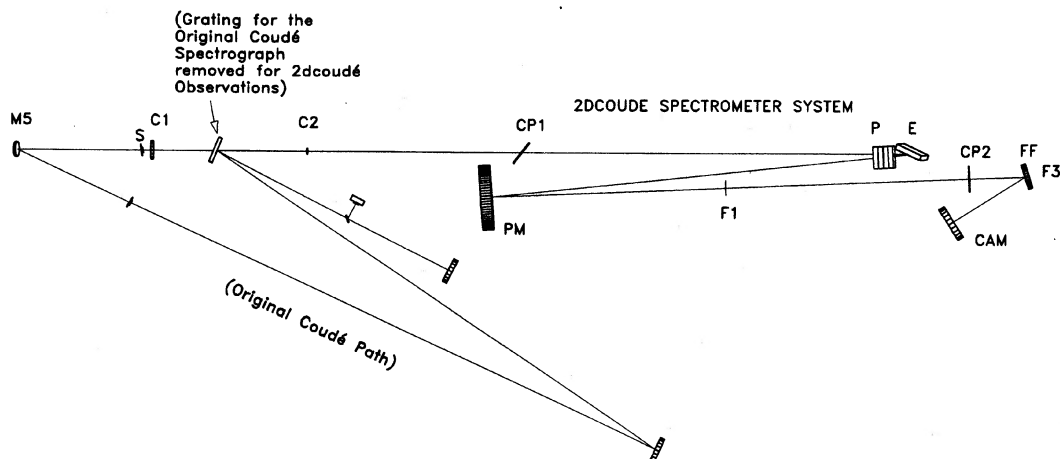 (Grating for the
Original Coudé
Spectrograph
removed for 2dcoudé
Observations)
2DCOUDE SPECTROMETER SYSTEM
M5
S
C1
C2
CP1
P
E
CP2
FF
F3
PM
F1
CAM
(Original Coudé Path)